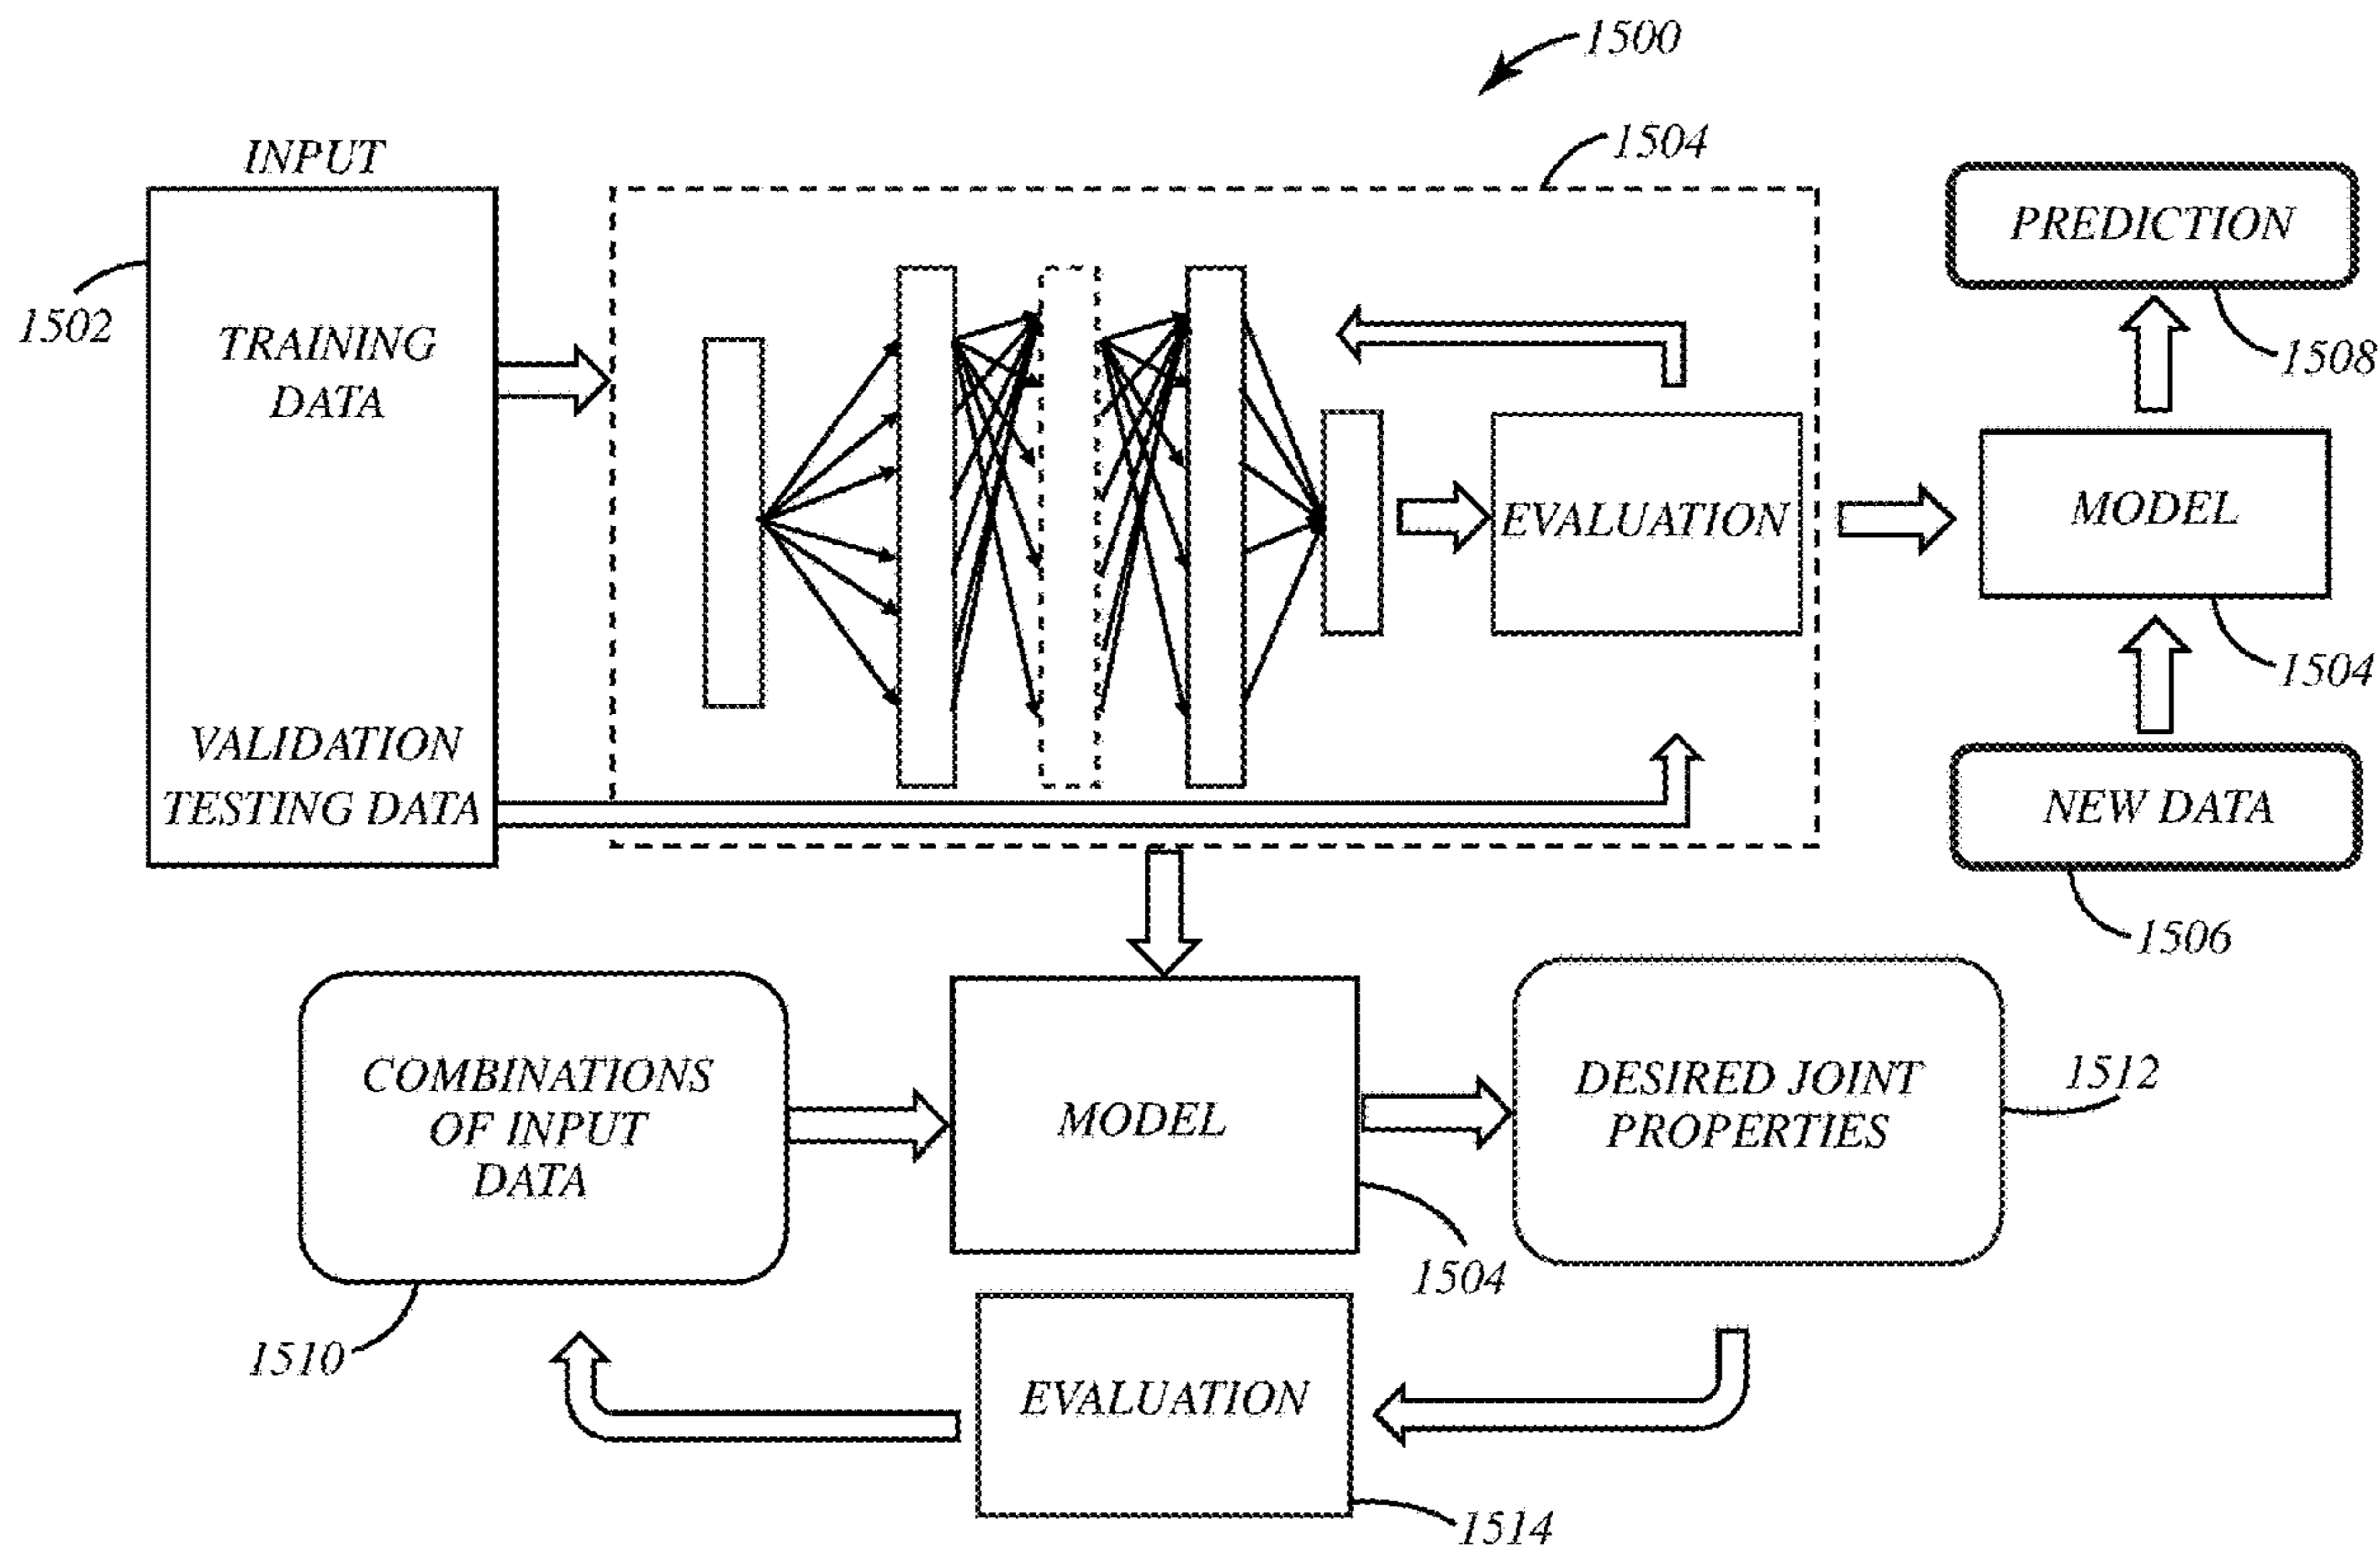 1500
1504
INPUT
TRAINING
DATA
VALIDATION
TESTING DATA
1502
EVALUATION
PREDICTION
1508
MODEL
1504
NEW DATA
1506
COMBINATIONS
OF INPUT
DATA
1510
MODEL
1504
DESIRED JOINT
PROPERTIES
1512
EVALUATION
1514